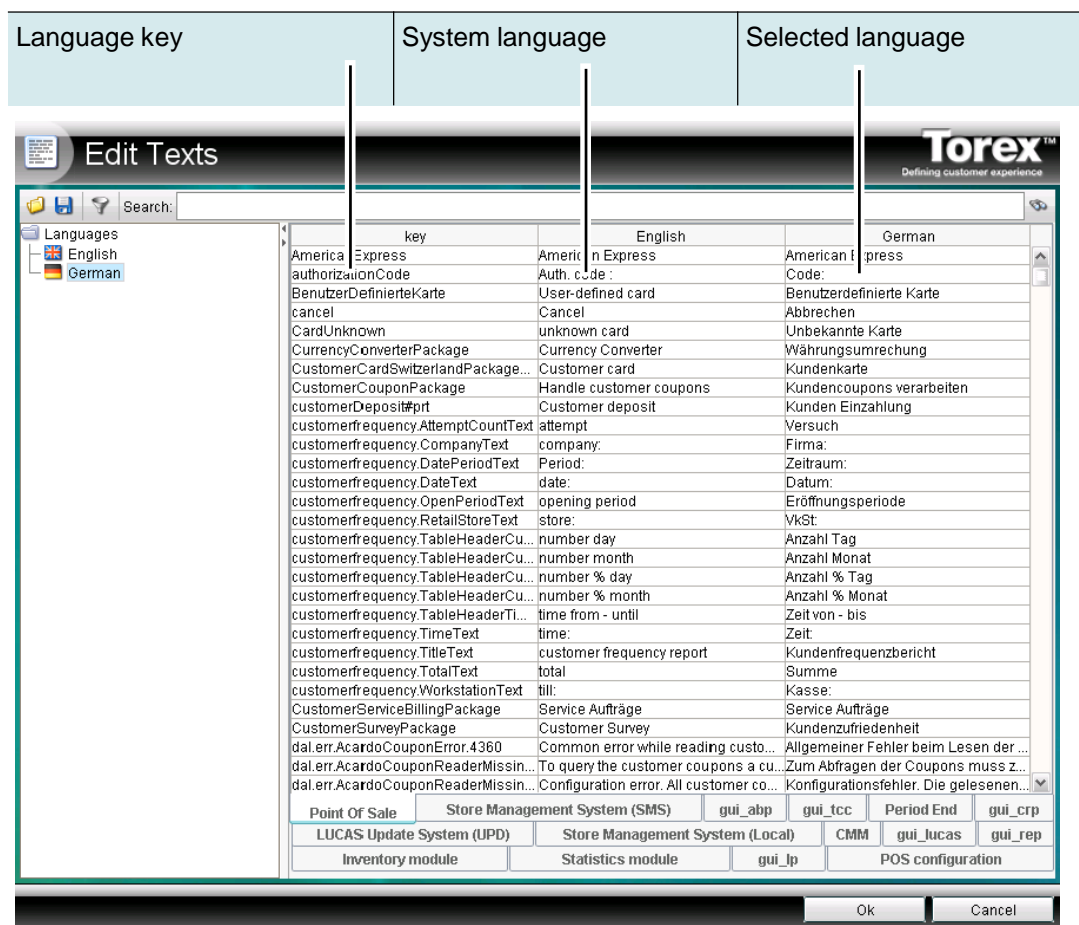 Language key System language Selected language
Edit Texts
Torex™
Defining customer experience
Search:
Languages
English
German
key English German
American Express American Express American Express
authorizationCode Auth. code : Code:
BenutzerDefinierteKarte User-defined card Benutzerdefinierte Karte
cancel Cancel Abbrechen
CardUnknown unknown card Unbekannte Karte
CurrencyConverterPackage Currency Converter Währungsumrechung
CustomerCardSwitzerlandPackage... Customer card Kundenkarte
CustomerCouponPackage Handle customer coupons Kundencoupons verarbeiten
customerDeposit#prt Customer deposit Kunden Einzahlung
customerfrequency.AttemptCountText attempt Versuch
customerfrequency.CompanyText company: Firma:
customerfrequency.DatePeriodText Period: Zeitraum:
customerfrequency.DateText date: Datum:
customerfrequency.OpenPeriodText opening period Eröffnungsperiode
customerfrequency.RetailStoreText store: VkSt:
customerfrequency.TableHeaderCu... number day Anzahl Tag
customerfrequency.TableHeaderCu... number month Anzahl Monat
customerfrequency.TableHeaderCu... number % day Anzahl % Tag
customerfrequency.TableHeaderCu... number % month Anzahl % Monat
customerfrequency.TableHeaderTi... time from - until Zeit von - bis
customerfrequency.TimeText time: Zeit:
customerfrequency.TitleText customer frequency report Kundenfrequenzbericht
customerfrequency.TotalText total Summe
customerfrequency.WorkstationText till: Kasse:
CustomerServiceBillingPackage Service Aufträge Service Aufträge
CustomerSurveyPackage Customer Survey Kundenzufriedenheit
dal.err.AcardoCouponError.4360 Common error while reading custo... Allgemeiner Fehler beim Lesen der ...
dal.err.AcardoCouponReaderMissin... To query the customer coupons a cu... Zum Abfragen der Coupons muss z...
dal.err.AcardoCouponReaderMissin... Configuration error. All customer co... Konfigurationsfehler. Die gelesenen...
Point Of Sale Store Management System (SMS) gui_abp gui_tcc Period End gui_crp
LUCAS Update System (UPD) Store Management System (Local) CMM gui_lucas gui_rep
Inventory module Statistics module gui_lp POS configuration
Ok Cancel